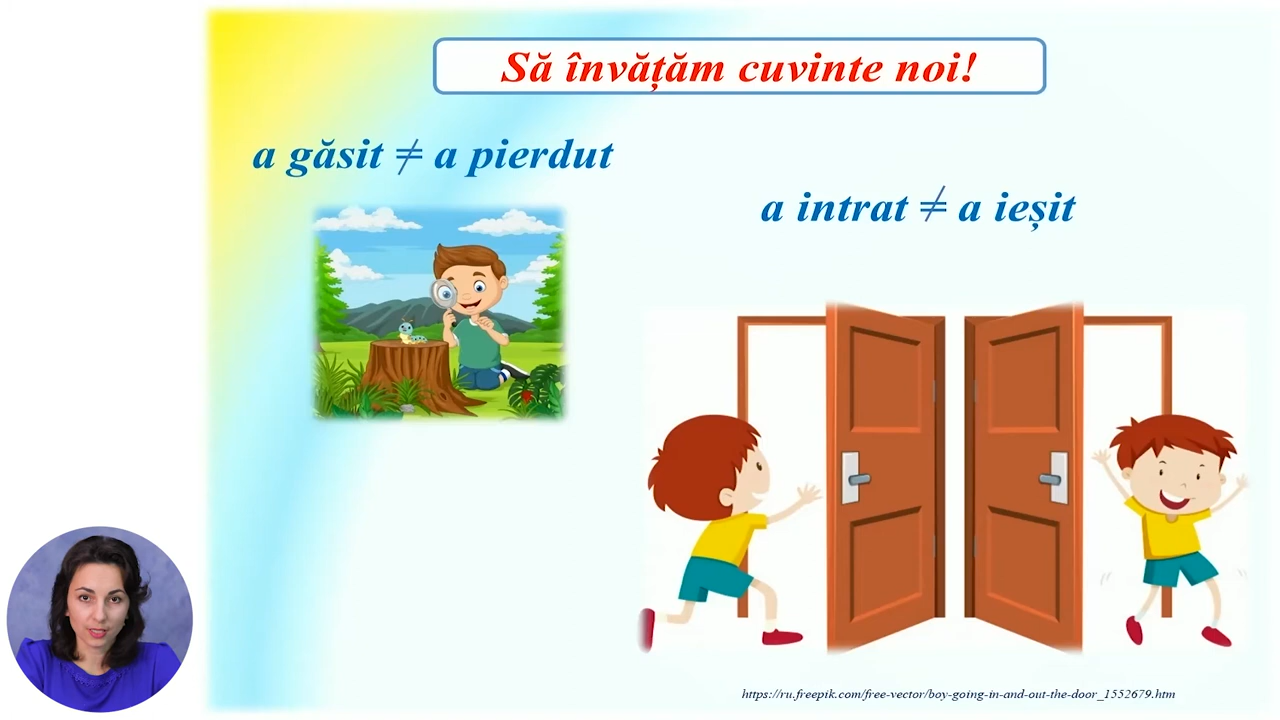 Să învățăm cuvinte noi!
a găsit ≠ a pierdut
a intrat ≠ a ieșit
https://ru.freepik.com/free-vector/boy-going-in-and-out-the-door_1552679.htm